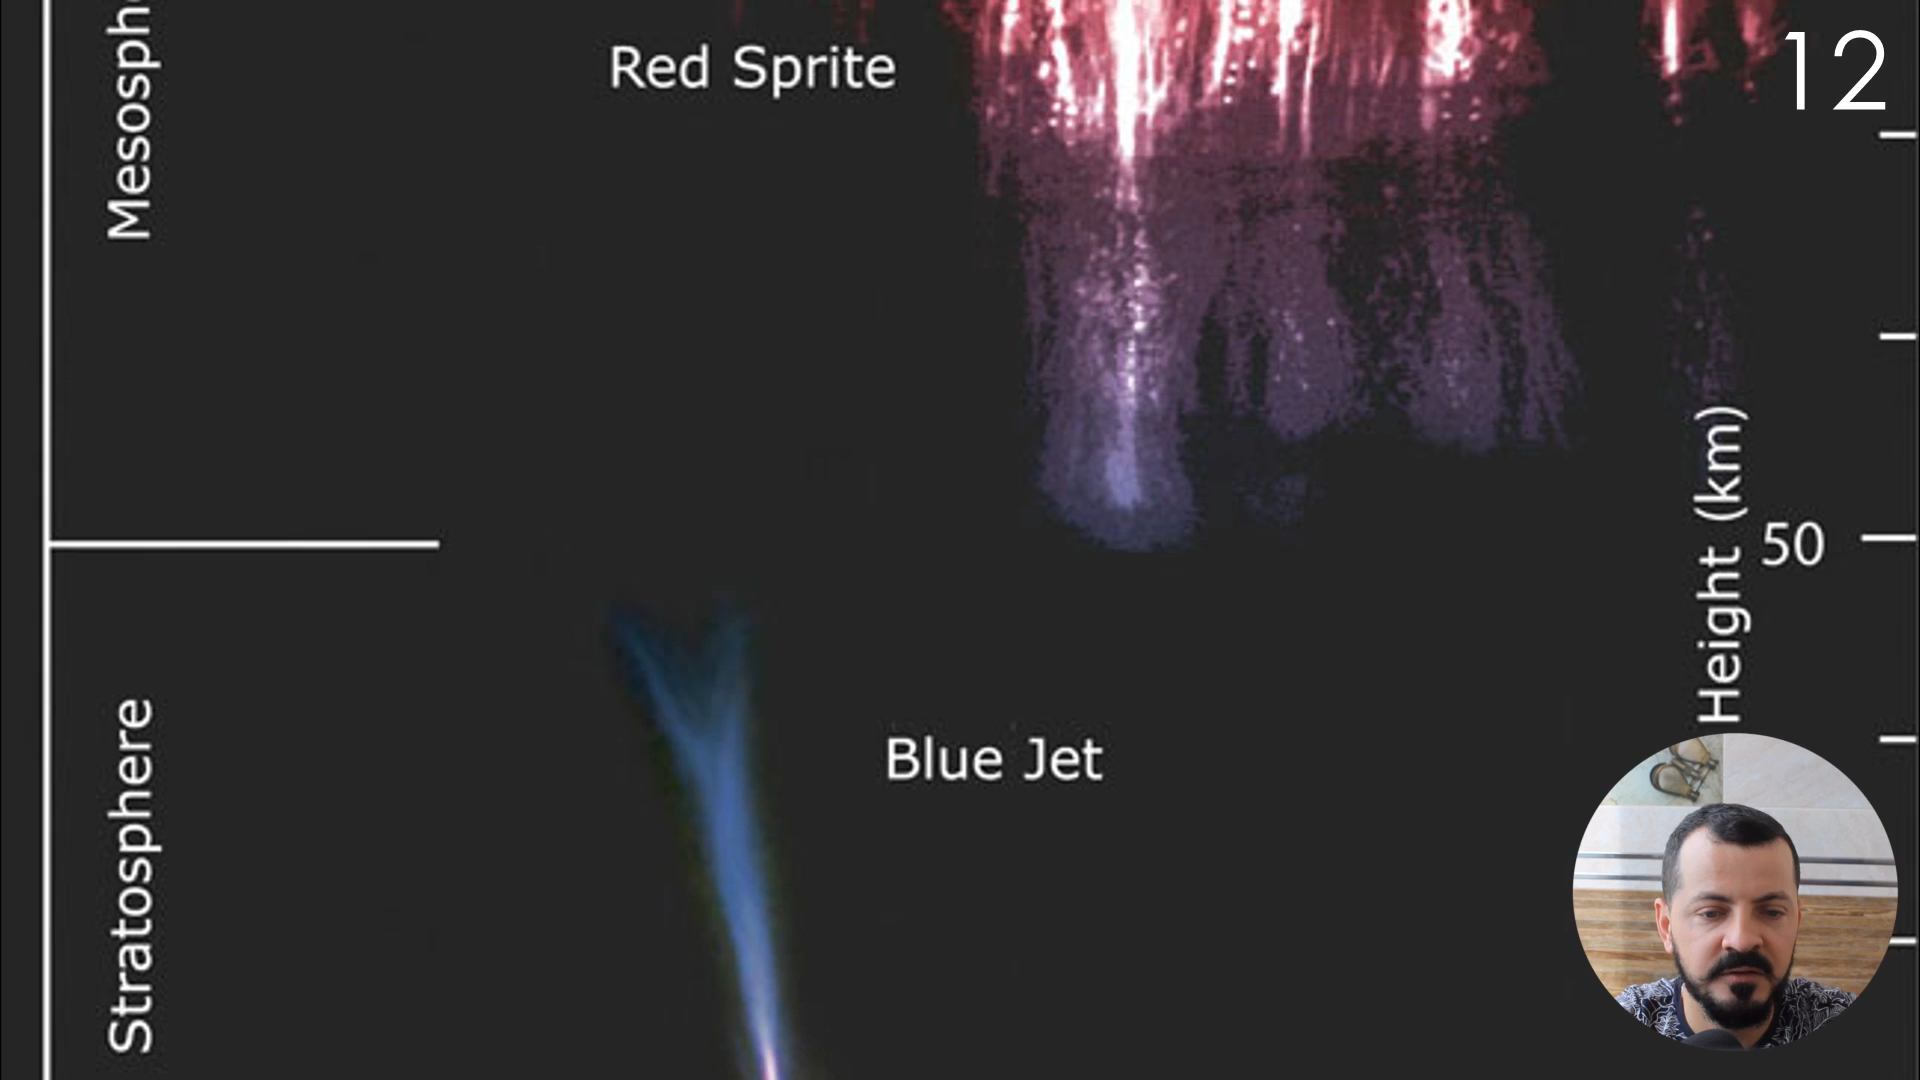 Mesosph
Red Sprite
12
Height (km)
50
Blue Jet
Stratosphere